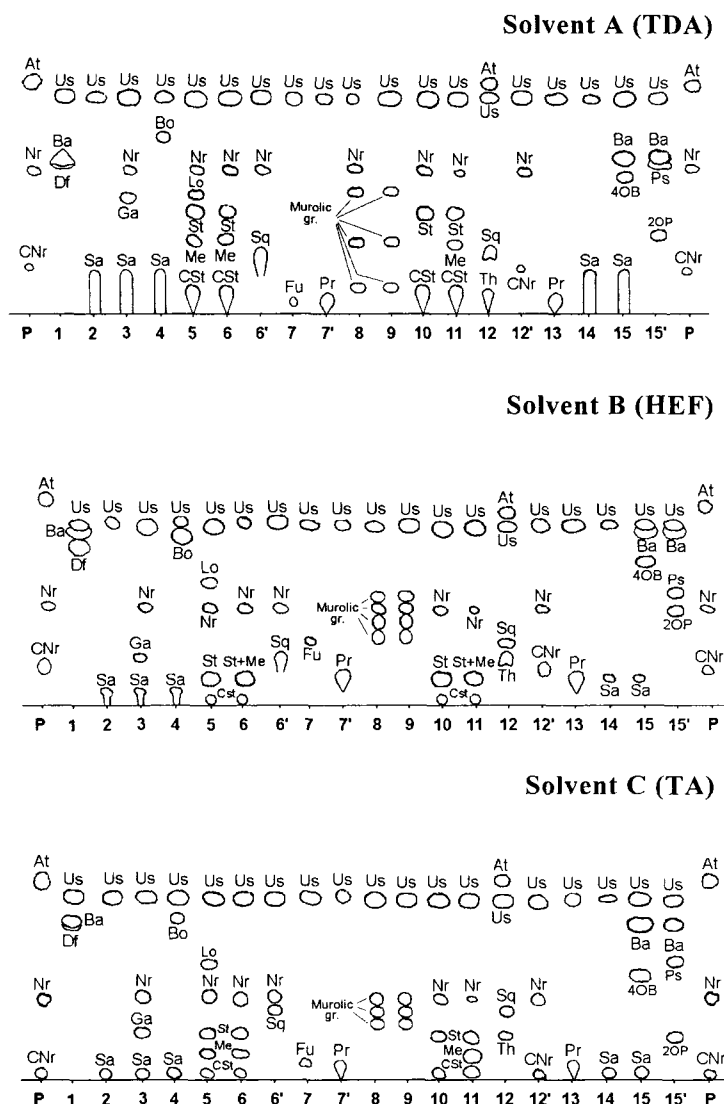 Solvent A (TDA)
At Us Us Us Us Us Us Us Us Us Us Us Us Us At Us Us Us Us Us At
Us
Bo
Nr Ba Nr Nr Nr Nr Nr Nr Nr Nr Ba Ba Nr
Df Lo 4OB Ps
Ga Murolic gr.
St St Sq St St Sq 2OP
CNr Sa Sa Sa Me CSt Me CSt Fu Pr CSt Me CSt Th CNr Pr Sa Sa CNr
P 1 2 3 4 5 6 6' 7 7' 8 9 10 11 12 12' 13 14 15 15' P
Solvent B (HEF)
At Us Us Us Us Us Us Us Us Us Us Us Us Us At Us Us Us Us Us At
Ba Us
Df Bo Ba Ba
Lo 4OB
Nr Nr Nr Nr Nr Murolic gr. Nr Nr Nr Ps Nr
Nr Nr 2OP
CNr Ga Sq Fu Sq CNr CNr
Sa Sa Sa St St+Me Pr St St+Me Th Pr Sa Sa
Cst Cst
P 1 2 3 4 5 6 6' 7 7' 8 9 10 11 12 12' 13 14 15 15' P
Solvent C (TA)
At Us Us Us Us Us Us Us Us Us Us Us Us Us At Us Us Us Us Us At
Ba Us
Df Bo Ba Ba
Lo Ps
Nr Nr Nr Nr Nr Murolic gr. Nr Nr Nr 4OB Nr
Ga Sq Sq
St St
Me Me Th 2OP
CNr Sa Sa Sa CSt Fu Pr CSt CNr Pr Sa Sa CNr
P 1 2 3 4 5 6 6' 7 7' 8 9 10 11 12 12' 13 14 15 15' P